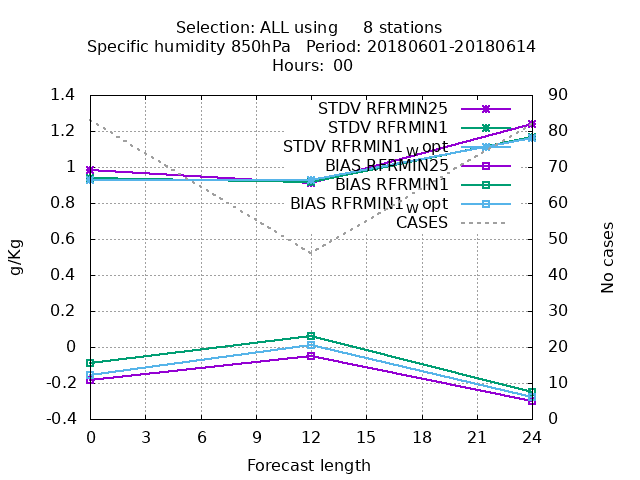 Selection: ALL using 8 stations
Specific humidity 850hPa Period: 20180601-20180614
Hours: 00
1.4
1.2
1
0.8
0.6
0.4
0.2
0
-0.2
-0.4
g/Kg
STDV RFRMIN25
STDV RFRMIN1
STDV RFRMIN1_W opt
BIAS RFRMIN25
BIAS RFRMIN1
BIAS RFRMIN1_W opt
CASES
90
80
70
60
50
40
30
20
10
0
No cases
0 3 6 9 12 15 18 21 24
Forecast length